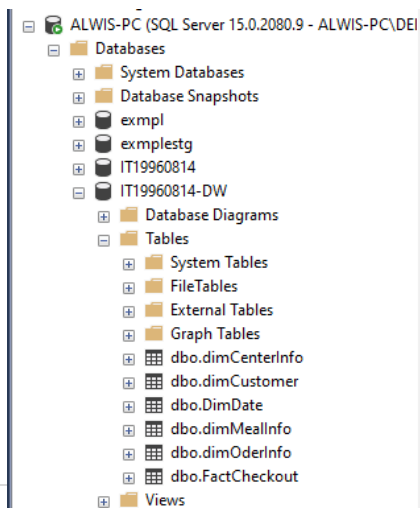 ALWIS-PC (SQL Server 15.0.2080.9 - ALWIS-PC\DEI
Databases
System Databases
Database Snapshots
exmpl
exmplestg
IT19960814
IT19960814-DW
Database Diagrams
Tables
System Tables
FileTables
External Tables
Graph Tables
dbo.dimCenterInfo
dbo.dimCustomer
dbo.DimDate
dbo.dimMealInfo
dbo.dimOderInfo
dbo.FactCheckout
Views